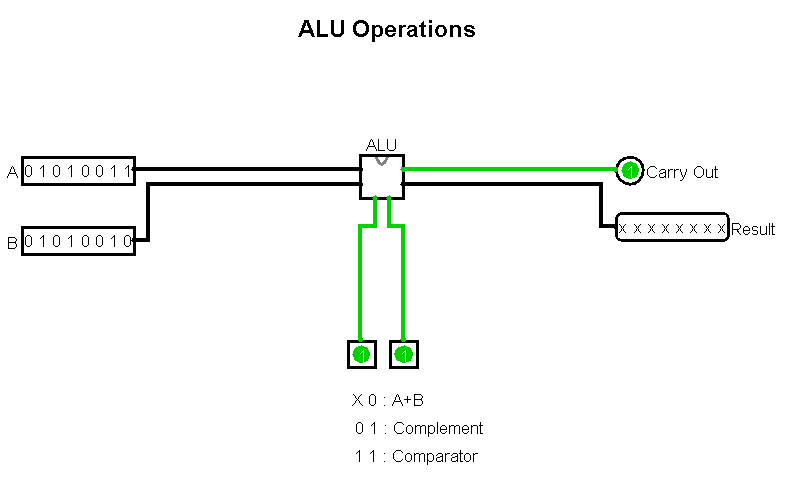 ALU Operations
ALU
A 0 1 0 1 0 0 1 1
1 Carry Out
B 0 1 0 1 0 0 1 0
x x x x x x x x Result
1 1
X 0 : A+B
0 1 : Complement
1 1 : Comparator